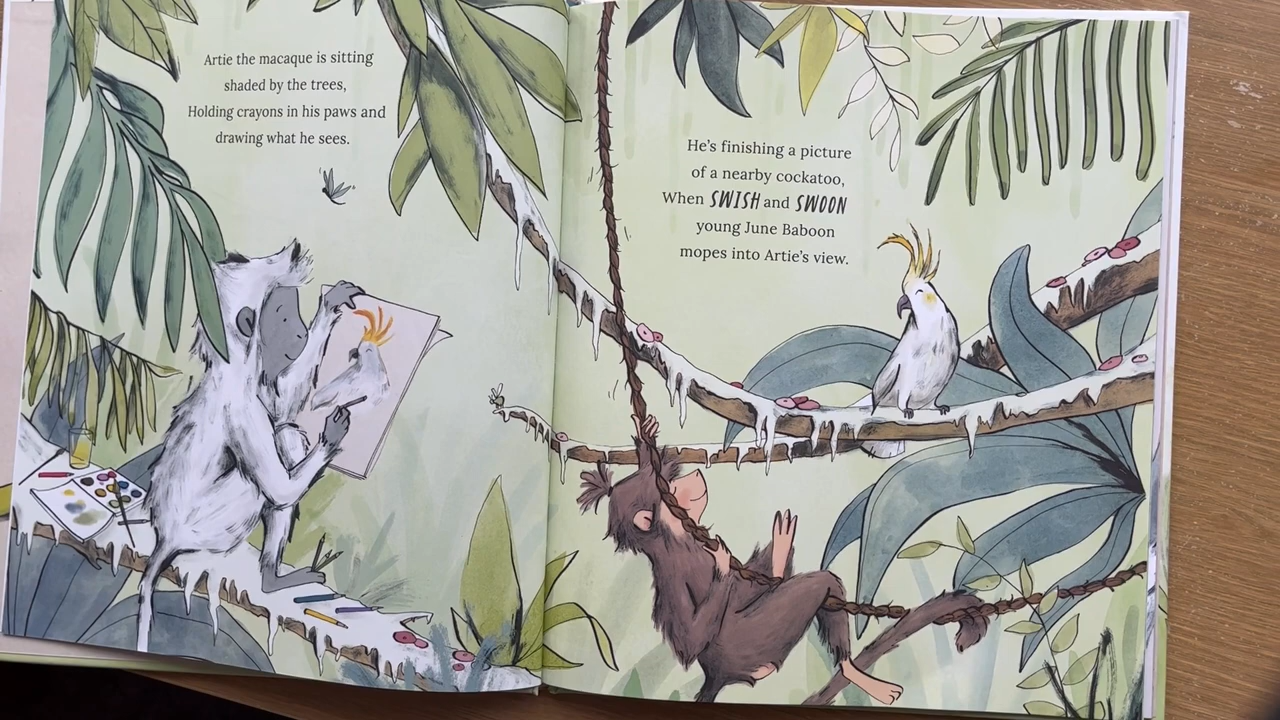 Artie the macaque is sitting
shaded by the trees,
Holding crayons in his paws and
drawing what he sees.
He's finishing a picture
of a nearby cockatoo,
When SWISH and SWOON
young June Baboon
mopes into Artie's view.